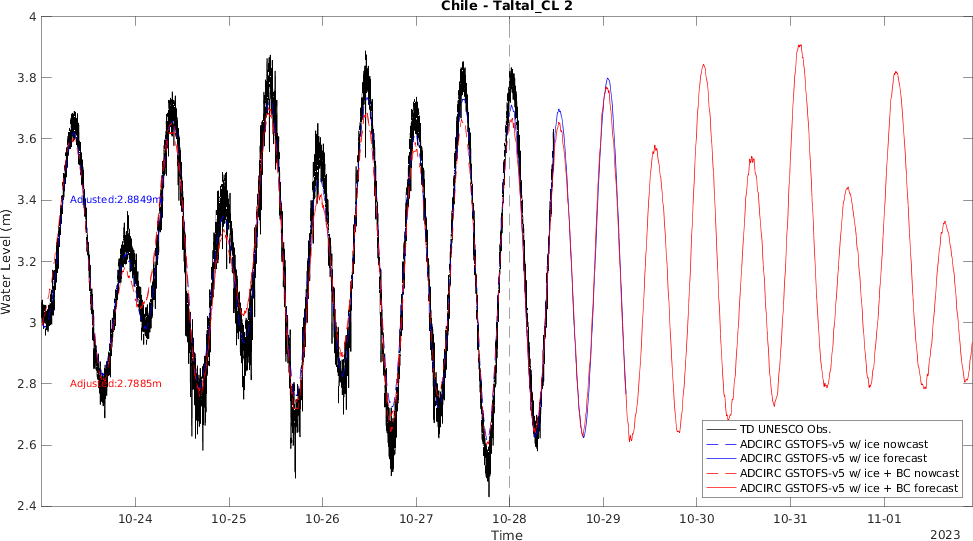 Chile - Taltal_CL 2
4
3.8
3.6
3.4
3.2
3
2.8
2.6
2.4
Water Level (m)
Adjusted:2.8849m
Adjusted:2.7885m
TD UNESCO Obs.
ADCIRC GSTOFS-v5 w/ ice nowcast
ADCIRC GSTOFS-v5 w/ ice forecast
ADCIRC GSTOFS-v5 w/ ice + BC nowcast
ADCIRC GSTOFS-v5 w/ ice + BC forecast
10-24 10-25 10-26 10-27 10-28 10-29 10-30 10-31 11-01
Time
2023